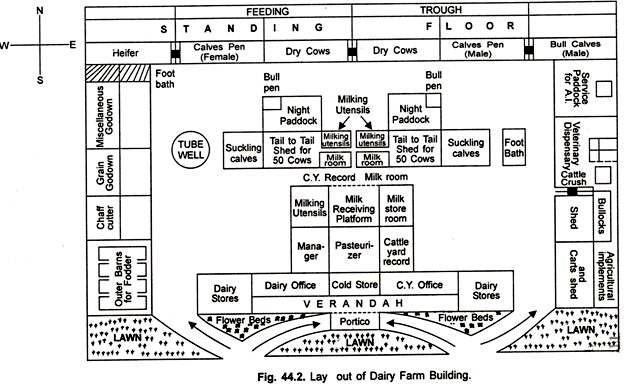 N
W E
S
FEEDING TROUGH
STANDING FLOOR
Heifer
Calves Pen
(Female)
Dry Cows
Dry Cows
Calves Pen
(Male)
Bull Calves
(Male)
Foot
bath
Bull
pen
Night
Paddock
Milking
Utensils
Bull
pen
Night
Paddock
Service
Paddock
for A.I.
Miscellaneous
Godown
TUBE
WELL
Suckling
calves
Tail to Tail
Shed for
50 Cows
Milking
utensils
Milking
utensils
Milk
room
Milk
room
Tail to Tail
Shed for
50 Cows
Suckling
calves
Foot
Bath
Veterinary
Dispensary
Cattle
Crush
Grain
Godown
C.Y. Record Milk room
Chaff
cutter
Milking
Utensils
Milk
Receiving
Platform
Milk
store
room
Shed
Bullocks
Mana-
ger
Pasteuri-
zer
Cattle
yard
record
Outer Barns
for Fodder
and
Carts shed
Agricultural
implements
Dairy
Stores
Dairy Office
Cold Store
C.Y. Office
Dairy
Stores
VERANDAH
Flower Beds
Portico
Flower Beds
LAWN
LAWN
LAWN
Fig. 44.2. Lay out of Dairy Farm Building.